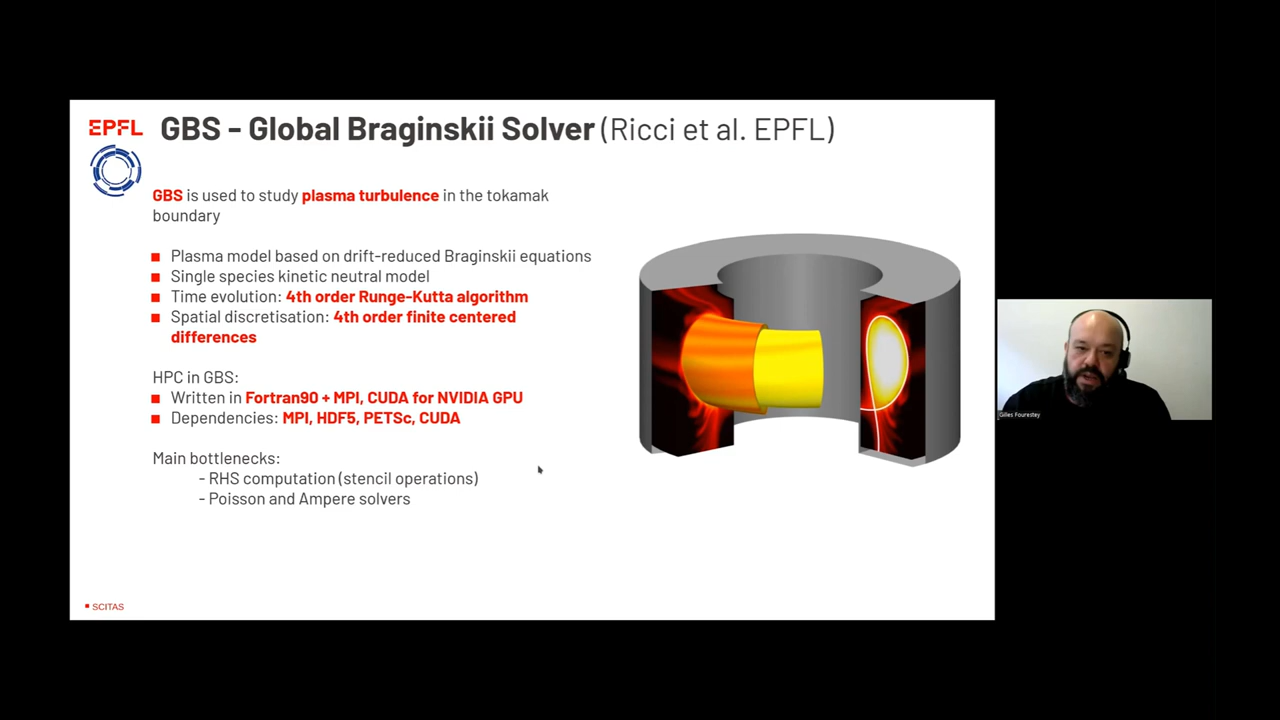 EPFL
GBS - Global Braginskii Solver (Ricci et al. EPFL)
GBS is used to study plasma turbulence in the tokamak
boundary
Plasma model based on drift-reduced Braginskii equations
Single species kinetic neutral model
Time evolution: 4th order Runge-Kutta algorithm
Spatial discretisation: 4th order finite centered
differences
HPC in GBS:
Written in Fortran90 + MPI, CUDA for NVIDIA GPU
Dependencies: MPI, HDF5, PETSc, CUDA
Main bottlenecks:
- RHS computation (stencil operations)
- Poisson and Ampere solvers
SCITAS
Gilles Fourestey